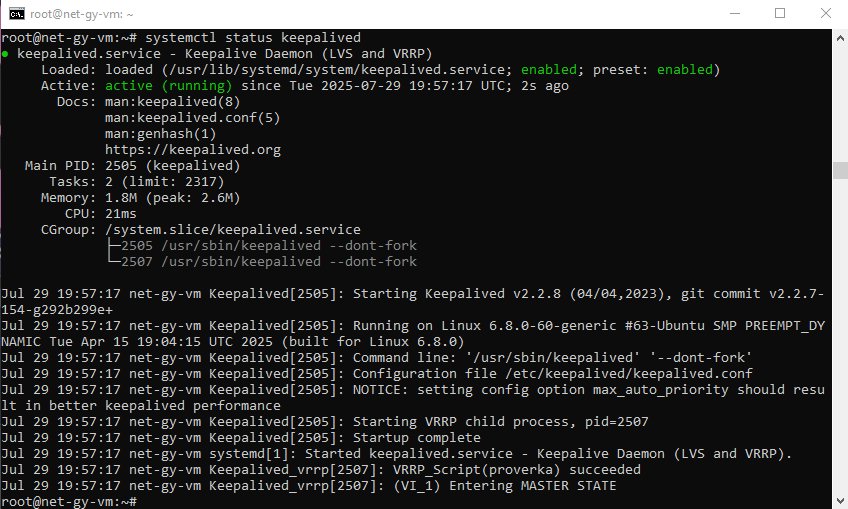 root@net-gy-vm: ~
root@net-gy-vm:~# systemctl status keepalived
● keepalived.service - Keepalive Daemon (LVS and VRRP)
     Loaded: loaded (/usr/lib/systemd/system/keepalived.service; enabled; preset: enabled)
     Active: active (running) since Tue 2025-07-29 19:57:17 UTC; 2s ago
       Docs: man:keepalived(8)
             man:keepalived.conf(5)
             man:genhash(1)
             https://keepalived.org
   Main PID: 2505 (keepalived)
      Tasks: 2 (limit: 2317)
     Memory: 1.8M (peak: 2.6M)
        CPU: 21ms
     CGroup: /system.slice/keepalived.service
             ├─2505 /usr/sbin/keepalived --dont-fork
             └─2507 /usr/sbin/keepalived --dont-fork
Jul 29 19:57:17 net-gy-vm Keepalived[2505]: Starting Keepalived v2.2.8 (04/04,2023), git commit v2.2.7-
154-g292b299e+
Jul 29 19:57:17 net-gy-vm Keepalived[2505]: Running on Linux 6.8.0-60-generic #63-Ubuntu SMP PREEMPT_DY
NAMIC Tue Apr 15 19:04:15 UTC 2025 (built for Linux 6.8.0)
Jul 29 19:57:17 net-gy-vm Keepalived[2505]: Command line: '/usr/sbin/keepalived' '--dont-fork'
Jul 29 19:57:17 net-gy-vm Keepalived[2505]: Configuration file /etc/keepalived/keepalived.conf
Jul 29 19:57:17 net-gy-vm Keepalived[2505]: NOTICE: setting config option max_auto_priority should resu
lt in better keepalived performance
Jul 29 19:57:17 net-gy-vm Keepalived[2505]: Starting VRRP child process, pid=2507
Jul 29 19:57:17 net-gy-vm Keepalived[2505]: Startup complete
Jul 29 19:57:17 net-gy-vm systemd[1]: Started keepalived.service - Keepalive Daemon (LVS and VRRP).
Jul 29 19:57:17 net-gy-vm Keepalived_vrrp[2507]: VRRP_Script(proverka) succeeded
Jul 29 19:57:17 net-gy-vm Keepalived_vrrp[2507]: (VI_1) Entering MASTER STATE
root@net-gy-vm:~#